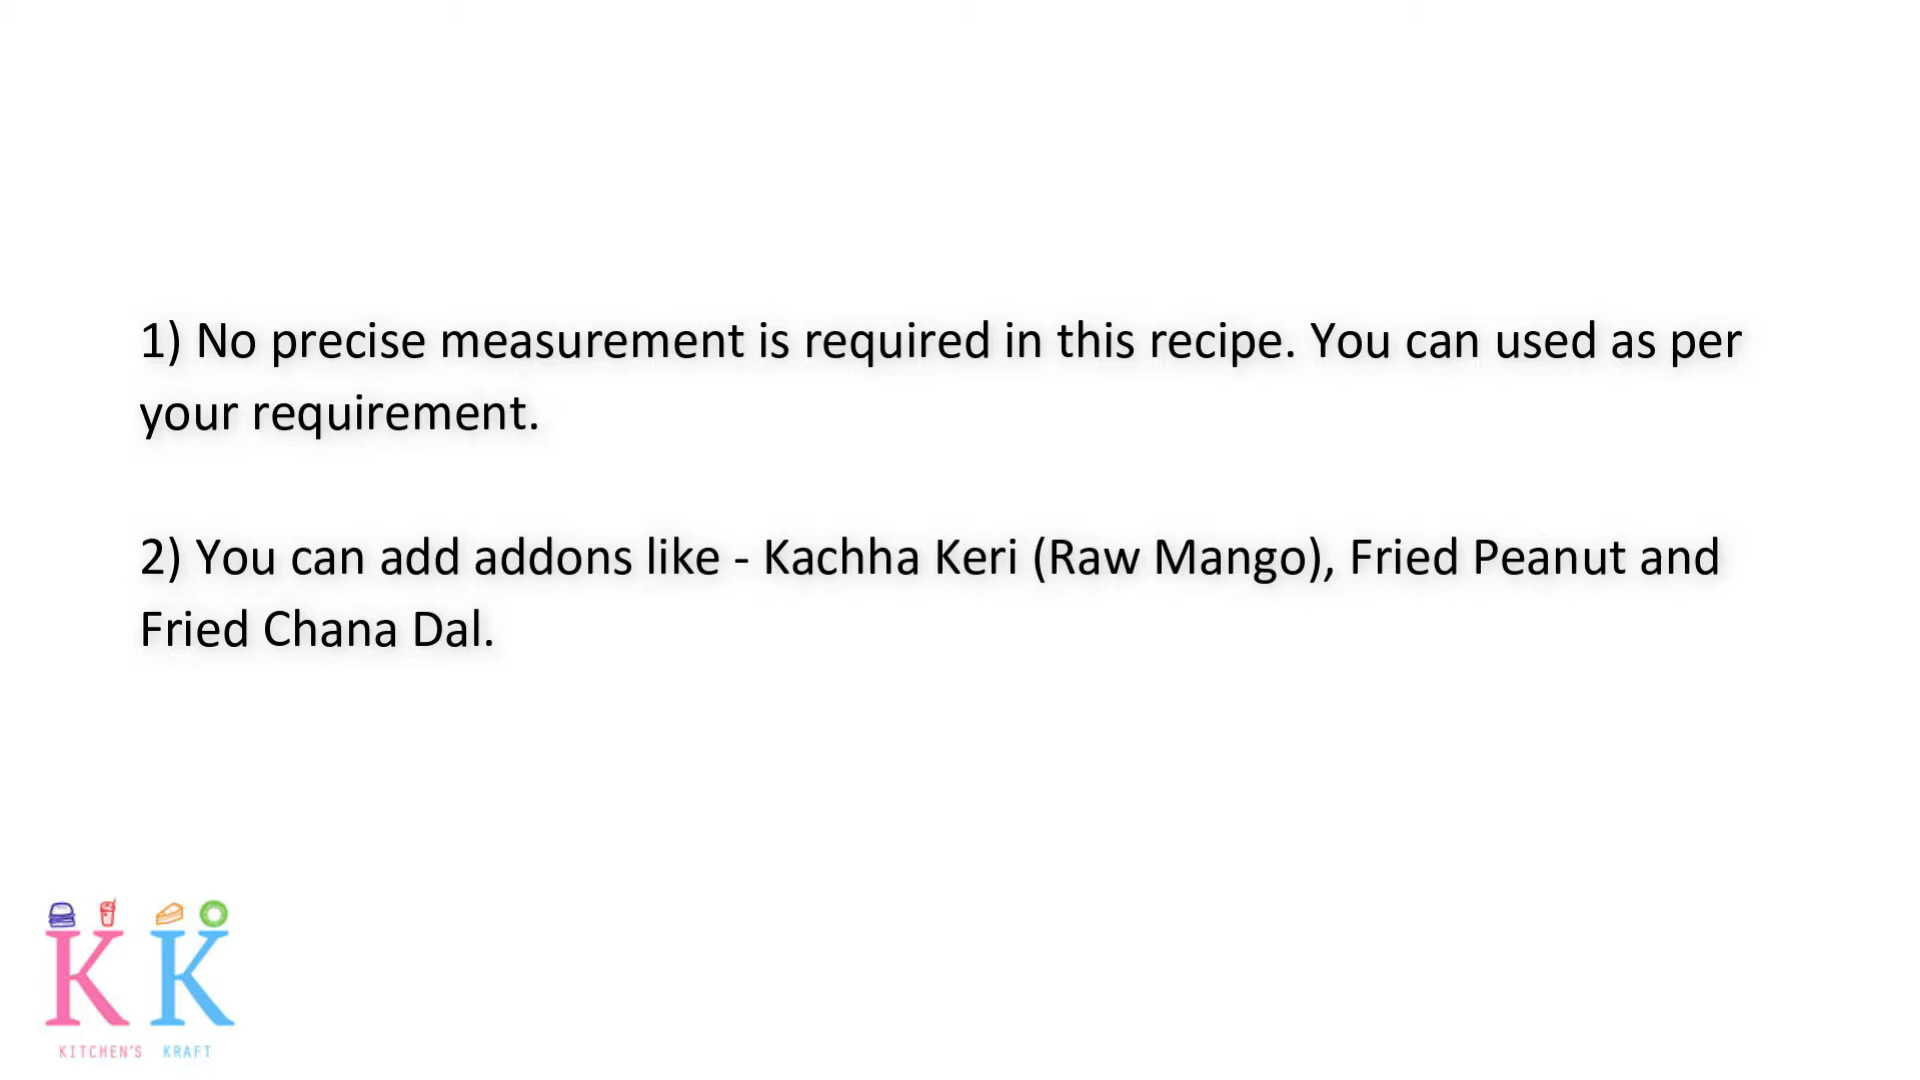 1) No precise measurement is required in this recipe. You can used as per
your requirement.
2) You can add addons like - Kachha Keri (Raw Mango), Fried Peanut and
Fried Chana Dal.
K K
KITCHEN'S KRAFT